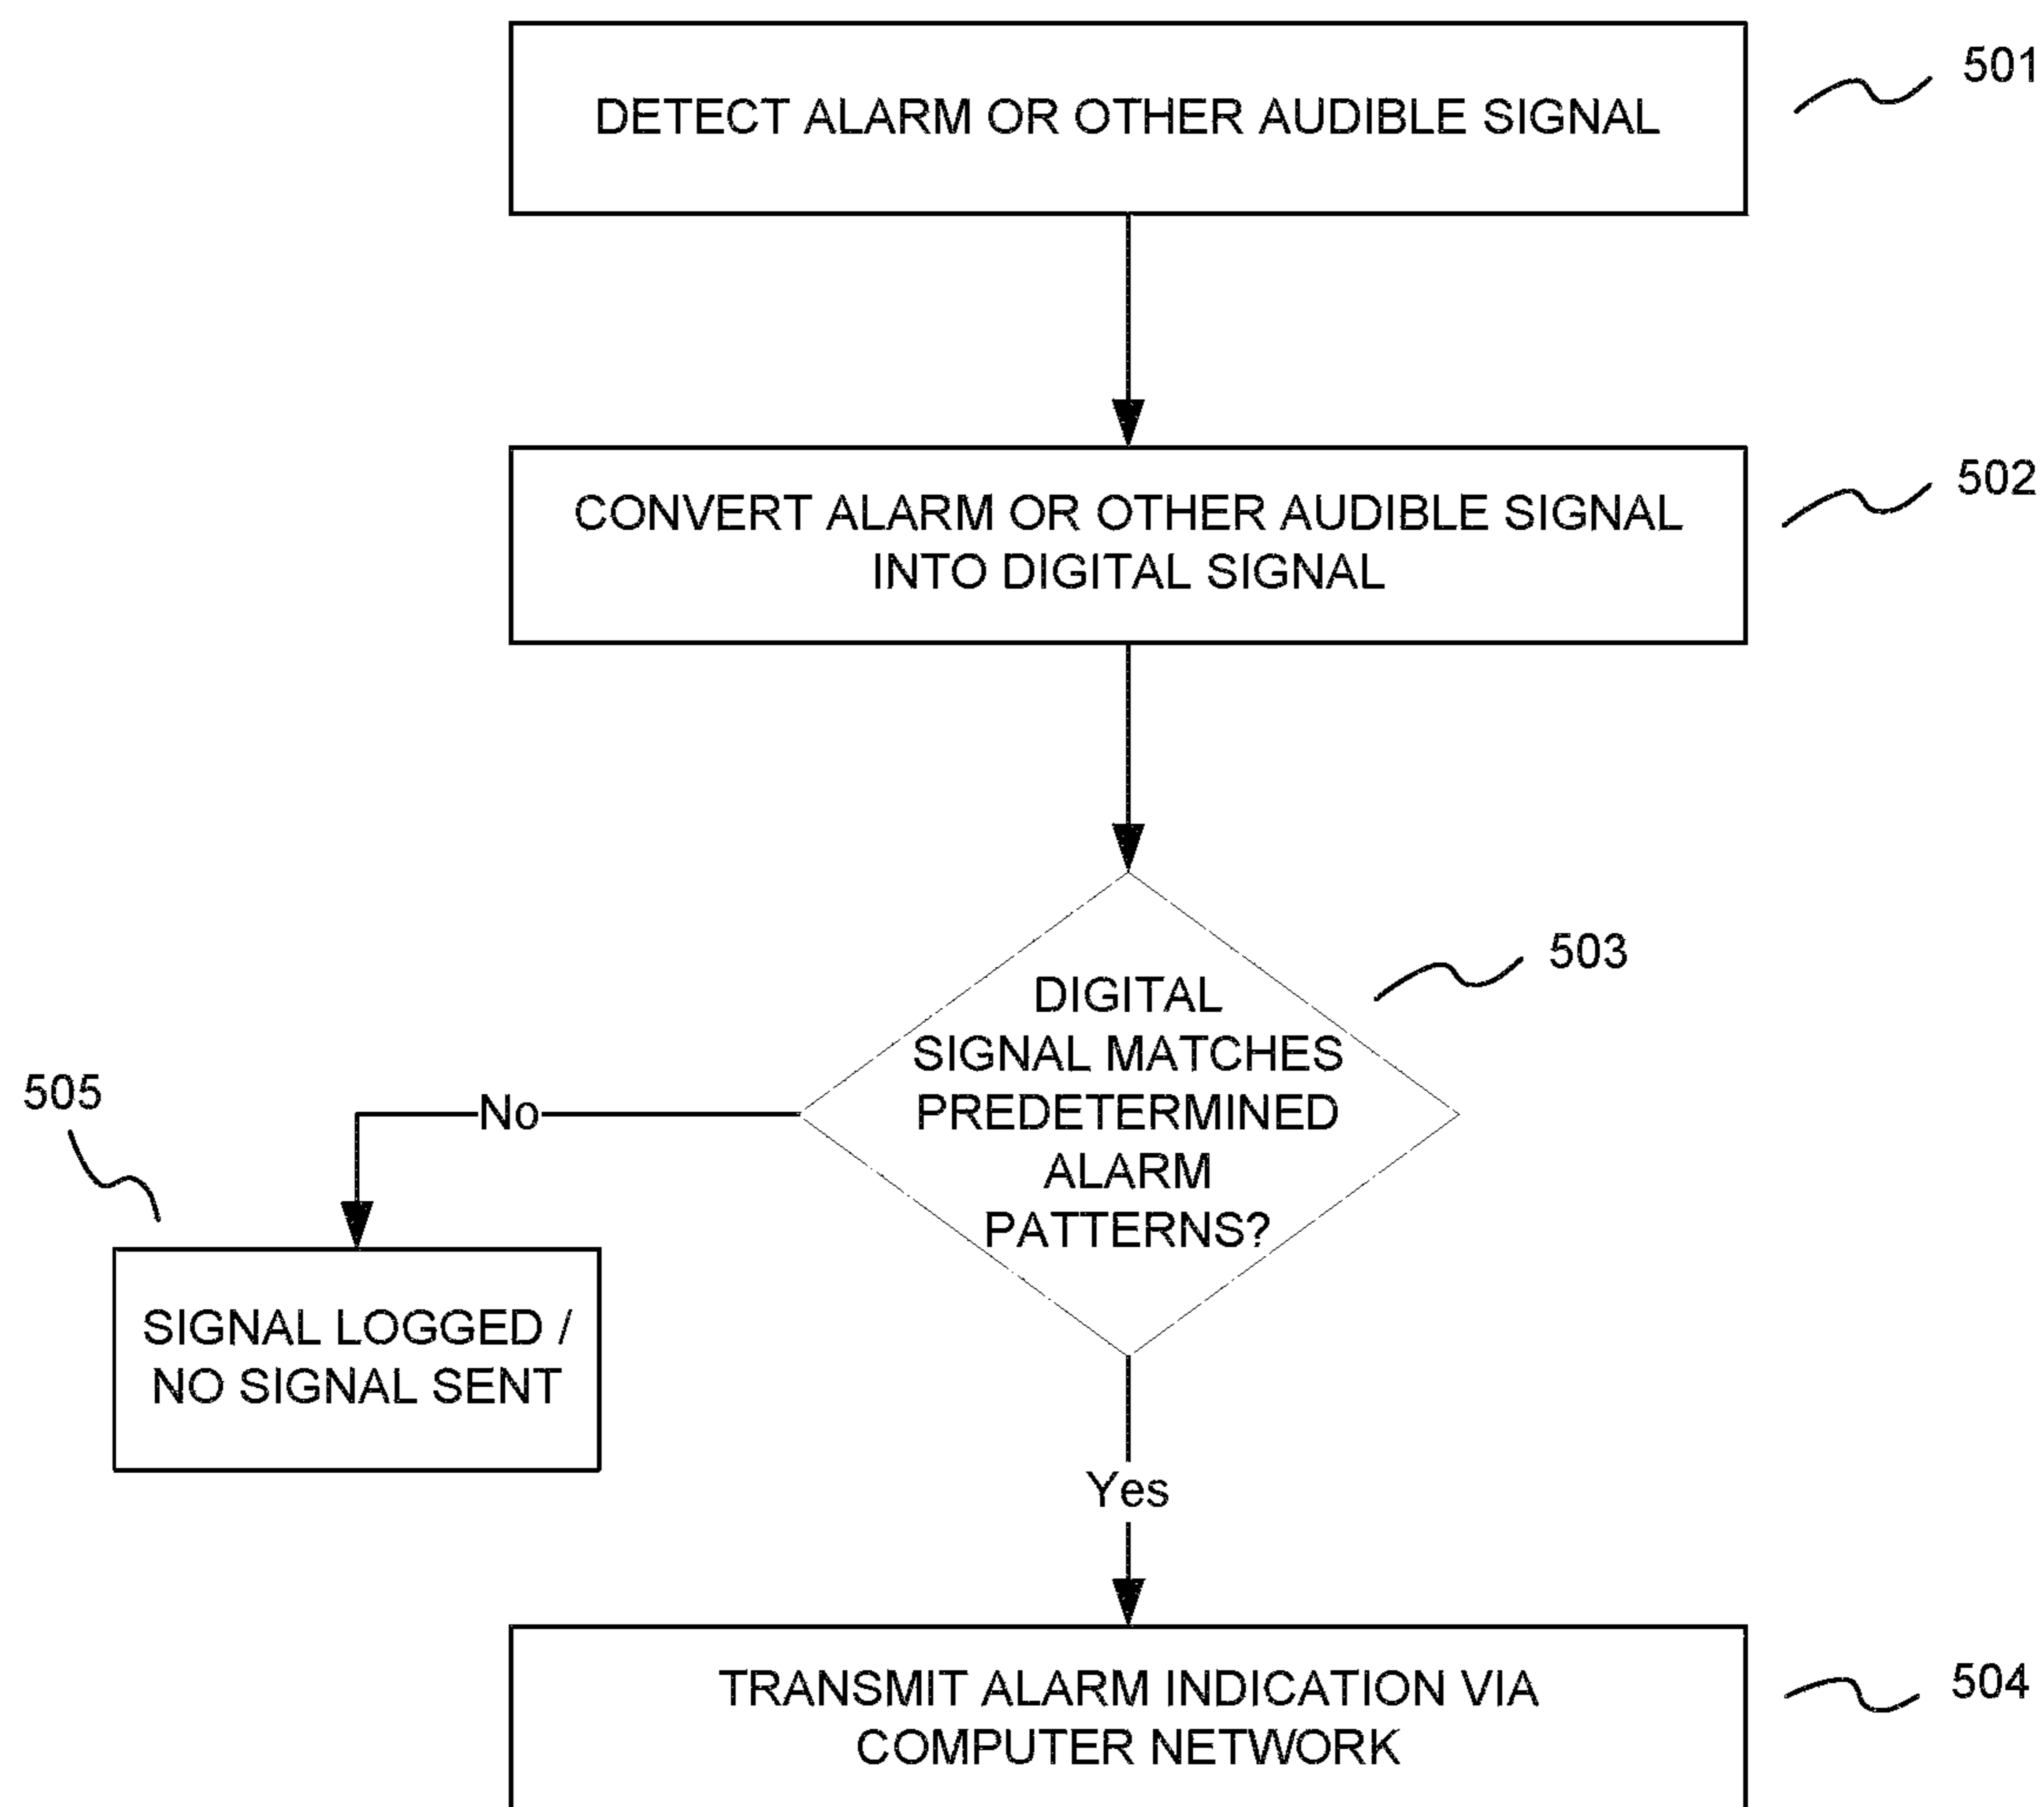 DETECT ALARM OR OTHER AUDIBLE SIGNAL
501
CONVERT ALARM OR OTHER AUDIBLE SIGNAL
INTO DIGITAL SIGNAL
502
DIGITAL
SIGNAL MATCHES
PREDETERMINED
ALARM
PATTERNS?
503
No
505
SIGNAL LOGGED /
NO SIGNAL SENT
Yes
TRANSMIT ALARM INDICATION VIA
COMPUTER NETWORK
504